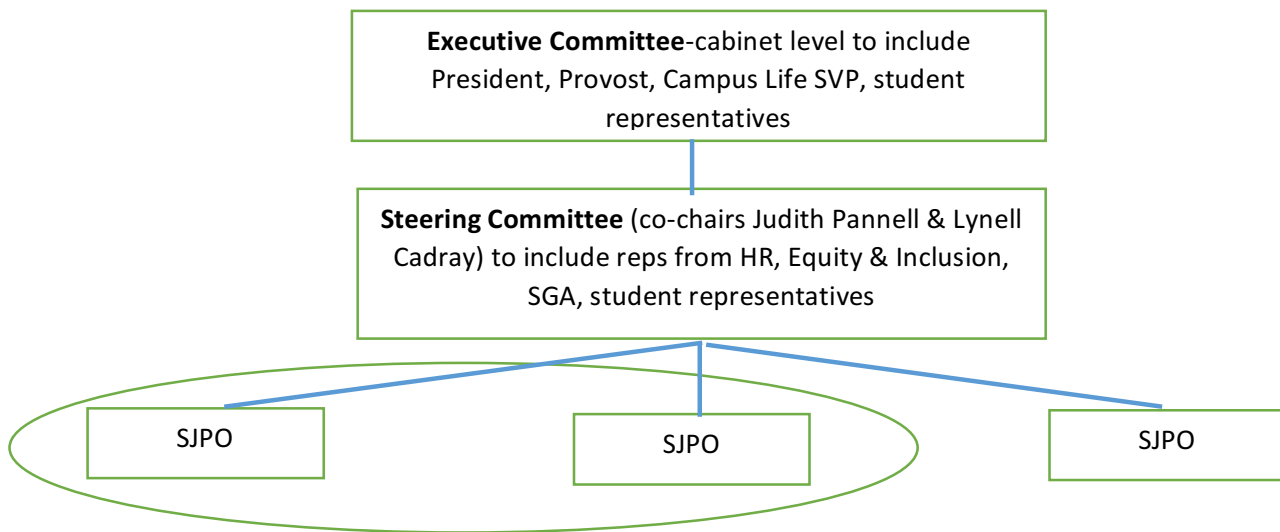 Executive Committee-cabinet level to include
President, Provost, Campus Life SVP, student
representatives
Steering Committee (co-chairs Judith Pannell & Lynell
Cadray) to include reps from HR, Equity & Inclusion,
SGA, student representatives
SJPO
SJPO
SJPO